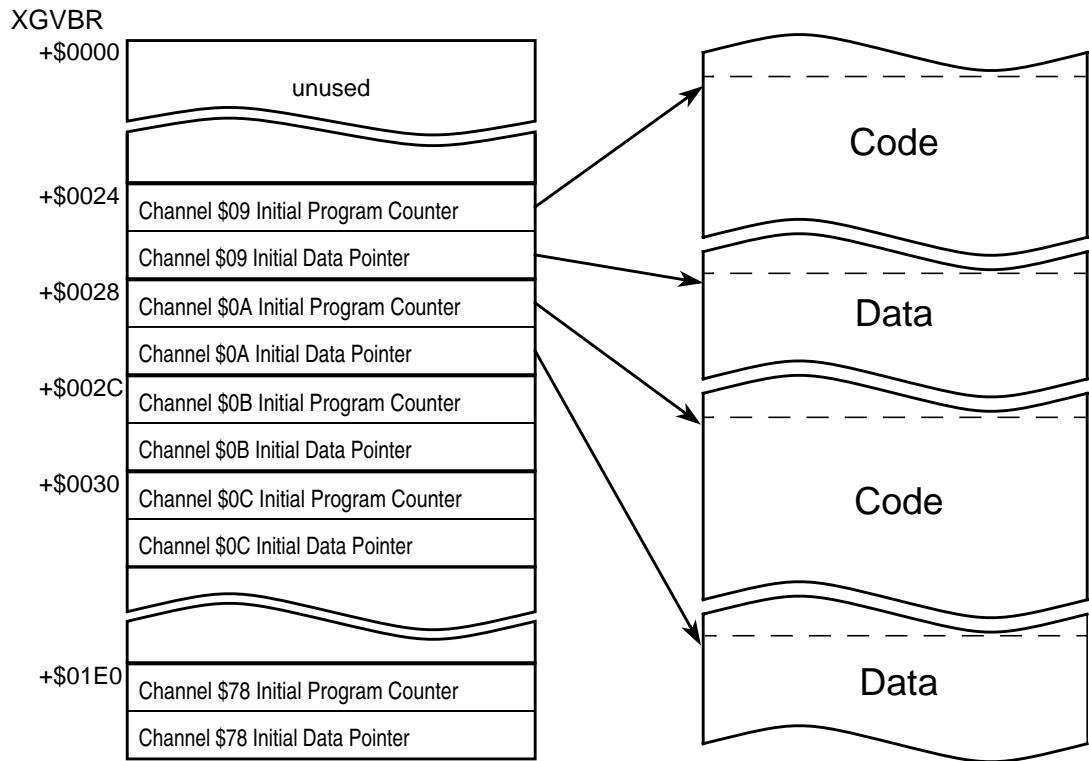 XGVBR
+$0000
unused
+$0024
Channel $09 Initial Program Counter
Channel $09 Initial Data Pointer
+$0028
Channel $0A Initial Program Counter
Channel $0A Initial Data Pointer
+$002C
Channel $0B Initial Program Counter
Channel $0B Initial Data Pointer
+$0030
Channel $0C Initial Program Counter
Channel $0C Initial Data Pointer
+$01E0
Channel $78 Initial Program Counter
Channel $78 Initial Data Pointer
Code
Data
Code
Data